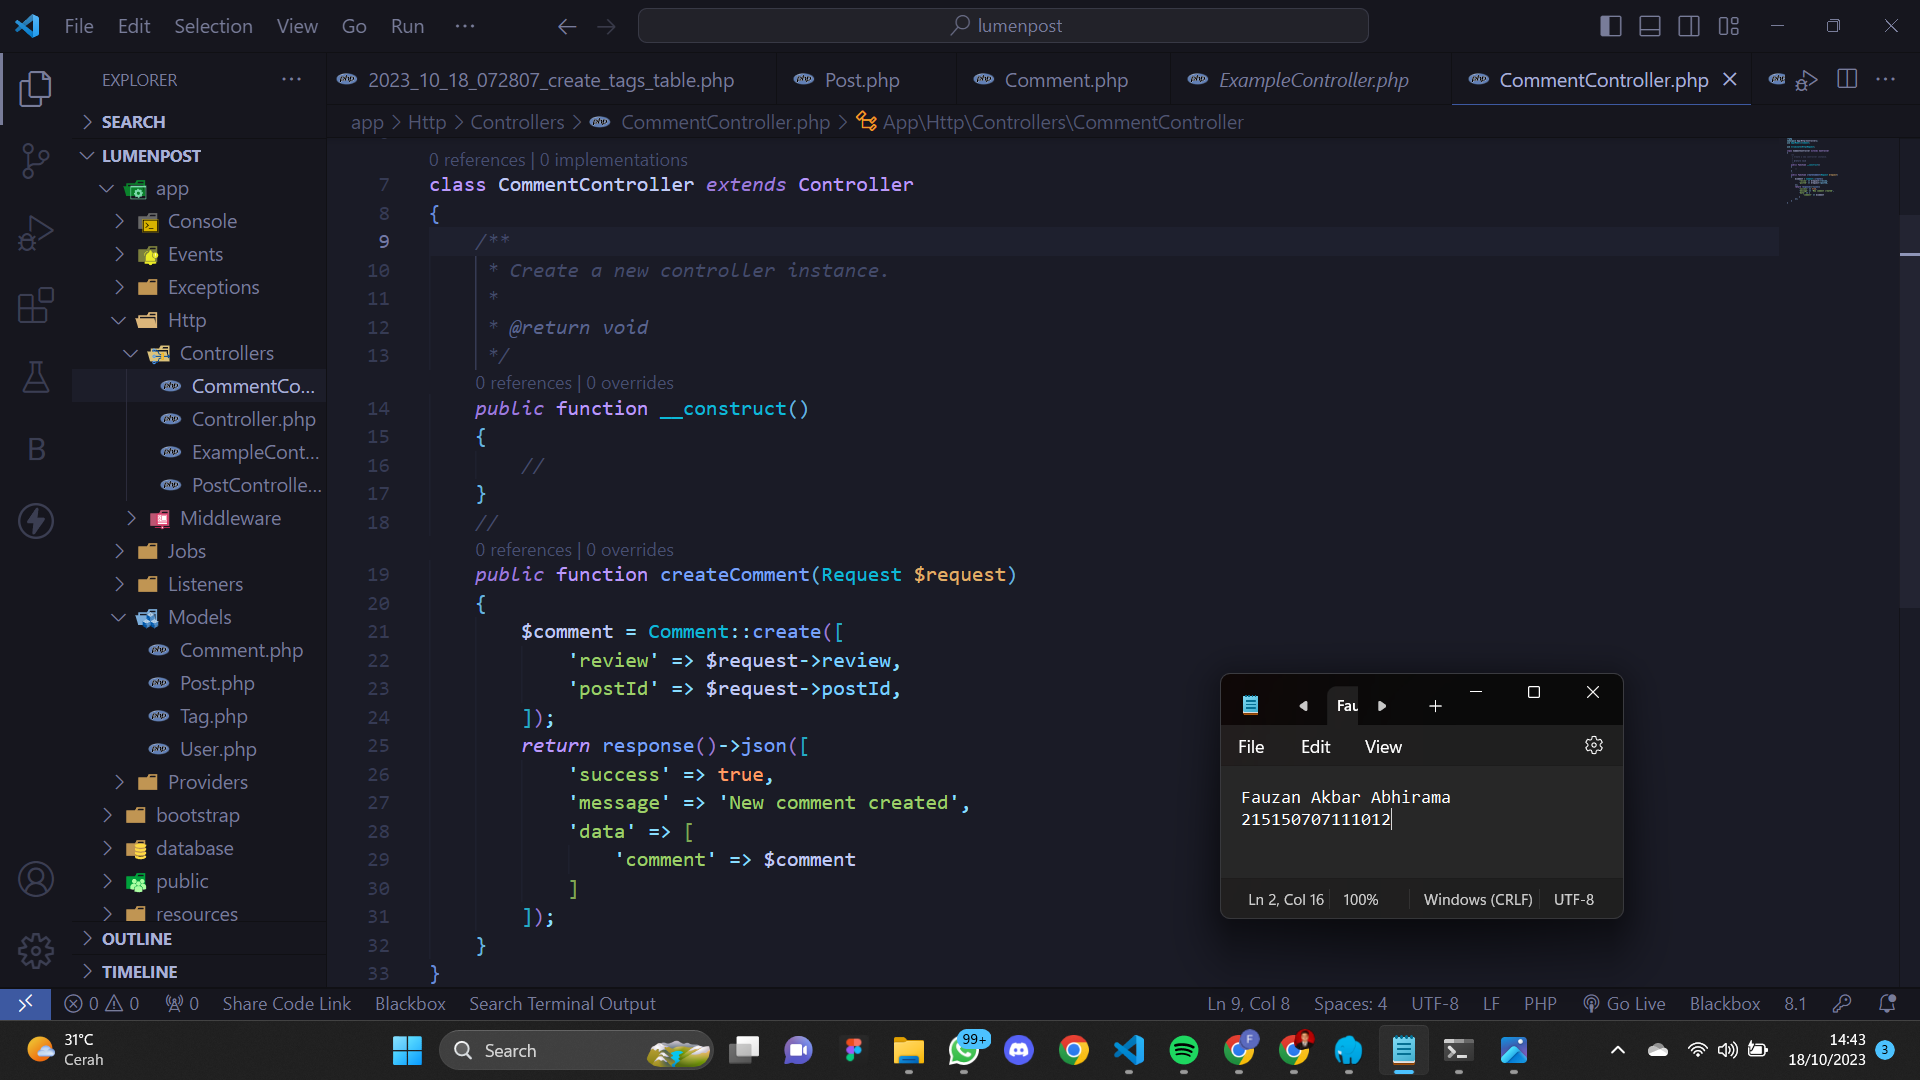 File Edit Selection View Go Run ··· lumenpost
EXPLORER ···
SEARCH
LUMENPOST
app
Console
Events
Exceptions
Http
Controllers
CommentCo...
Controller.php
ExampleCont...
PostControlle...
Middleware
Jobs
Listeners
Models
Comment.php
Post.php
Tag.php
User.php
Providers
bootstrap
database
public
resources
OUTLINE
TIMELINE
2023_10_18_072807_create_tags_table.php Post.php Comment.php ExampleController.php CommentController.php
app > Http > Controllers > CommentController.php > App\Http\Controllers\CommentController
0 references | 0 implementations
7 class CommentController extends Controller
8 {
9 /**
10 * Create a new controller instance.
11 *
12 * @return void
13 */
0 references | 0 overrides
14 public function __construct()
15 {
16 //
17 }
18 //
0 references | 0 overrides
19 public function createComment(Request $request)
20 {
21 $comment = Comment::create([
22 'review' => $request->review,
23 'postId' => $request->postId,
24 ]);
25 return response()->json([
26 'success' => true,
27 'message' => 'New comment created',
28 'data' => [
29 'comment' => $comment
30 ]
31 ]);
32 }
33 }
Fau
File Edit View
Fauzan Akbar Abhirama
215150707111012
Ln 2, Col 16 100% Windows (CRLF) UTF-8
0 0 0 Share Code Link Blackbox Search Terminal Output Ln 9, Col 8 Spaces: 4 UTF-8 LF PHP Go Live Blackbox 8.1
31°C
Cerah
Search
99+
F
14:43
18/10/2023
3